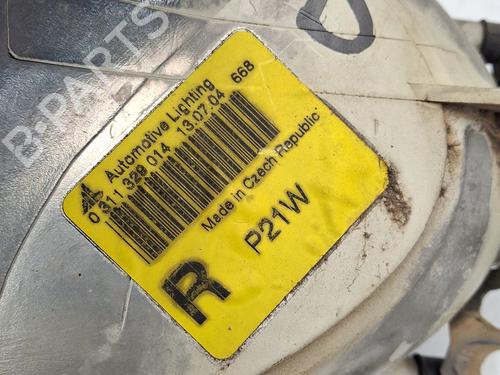 B-PARTS
Automotive Lighting
0 311 329 014 13.07.04 668
Made in Czech Republic
P21W
R